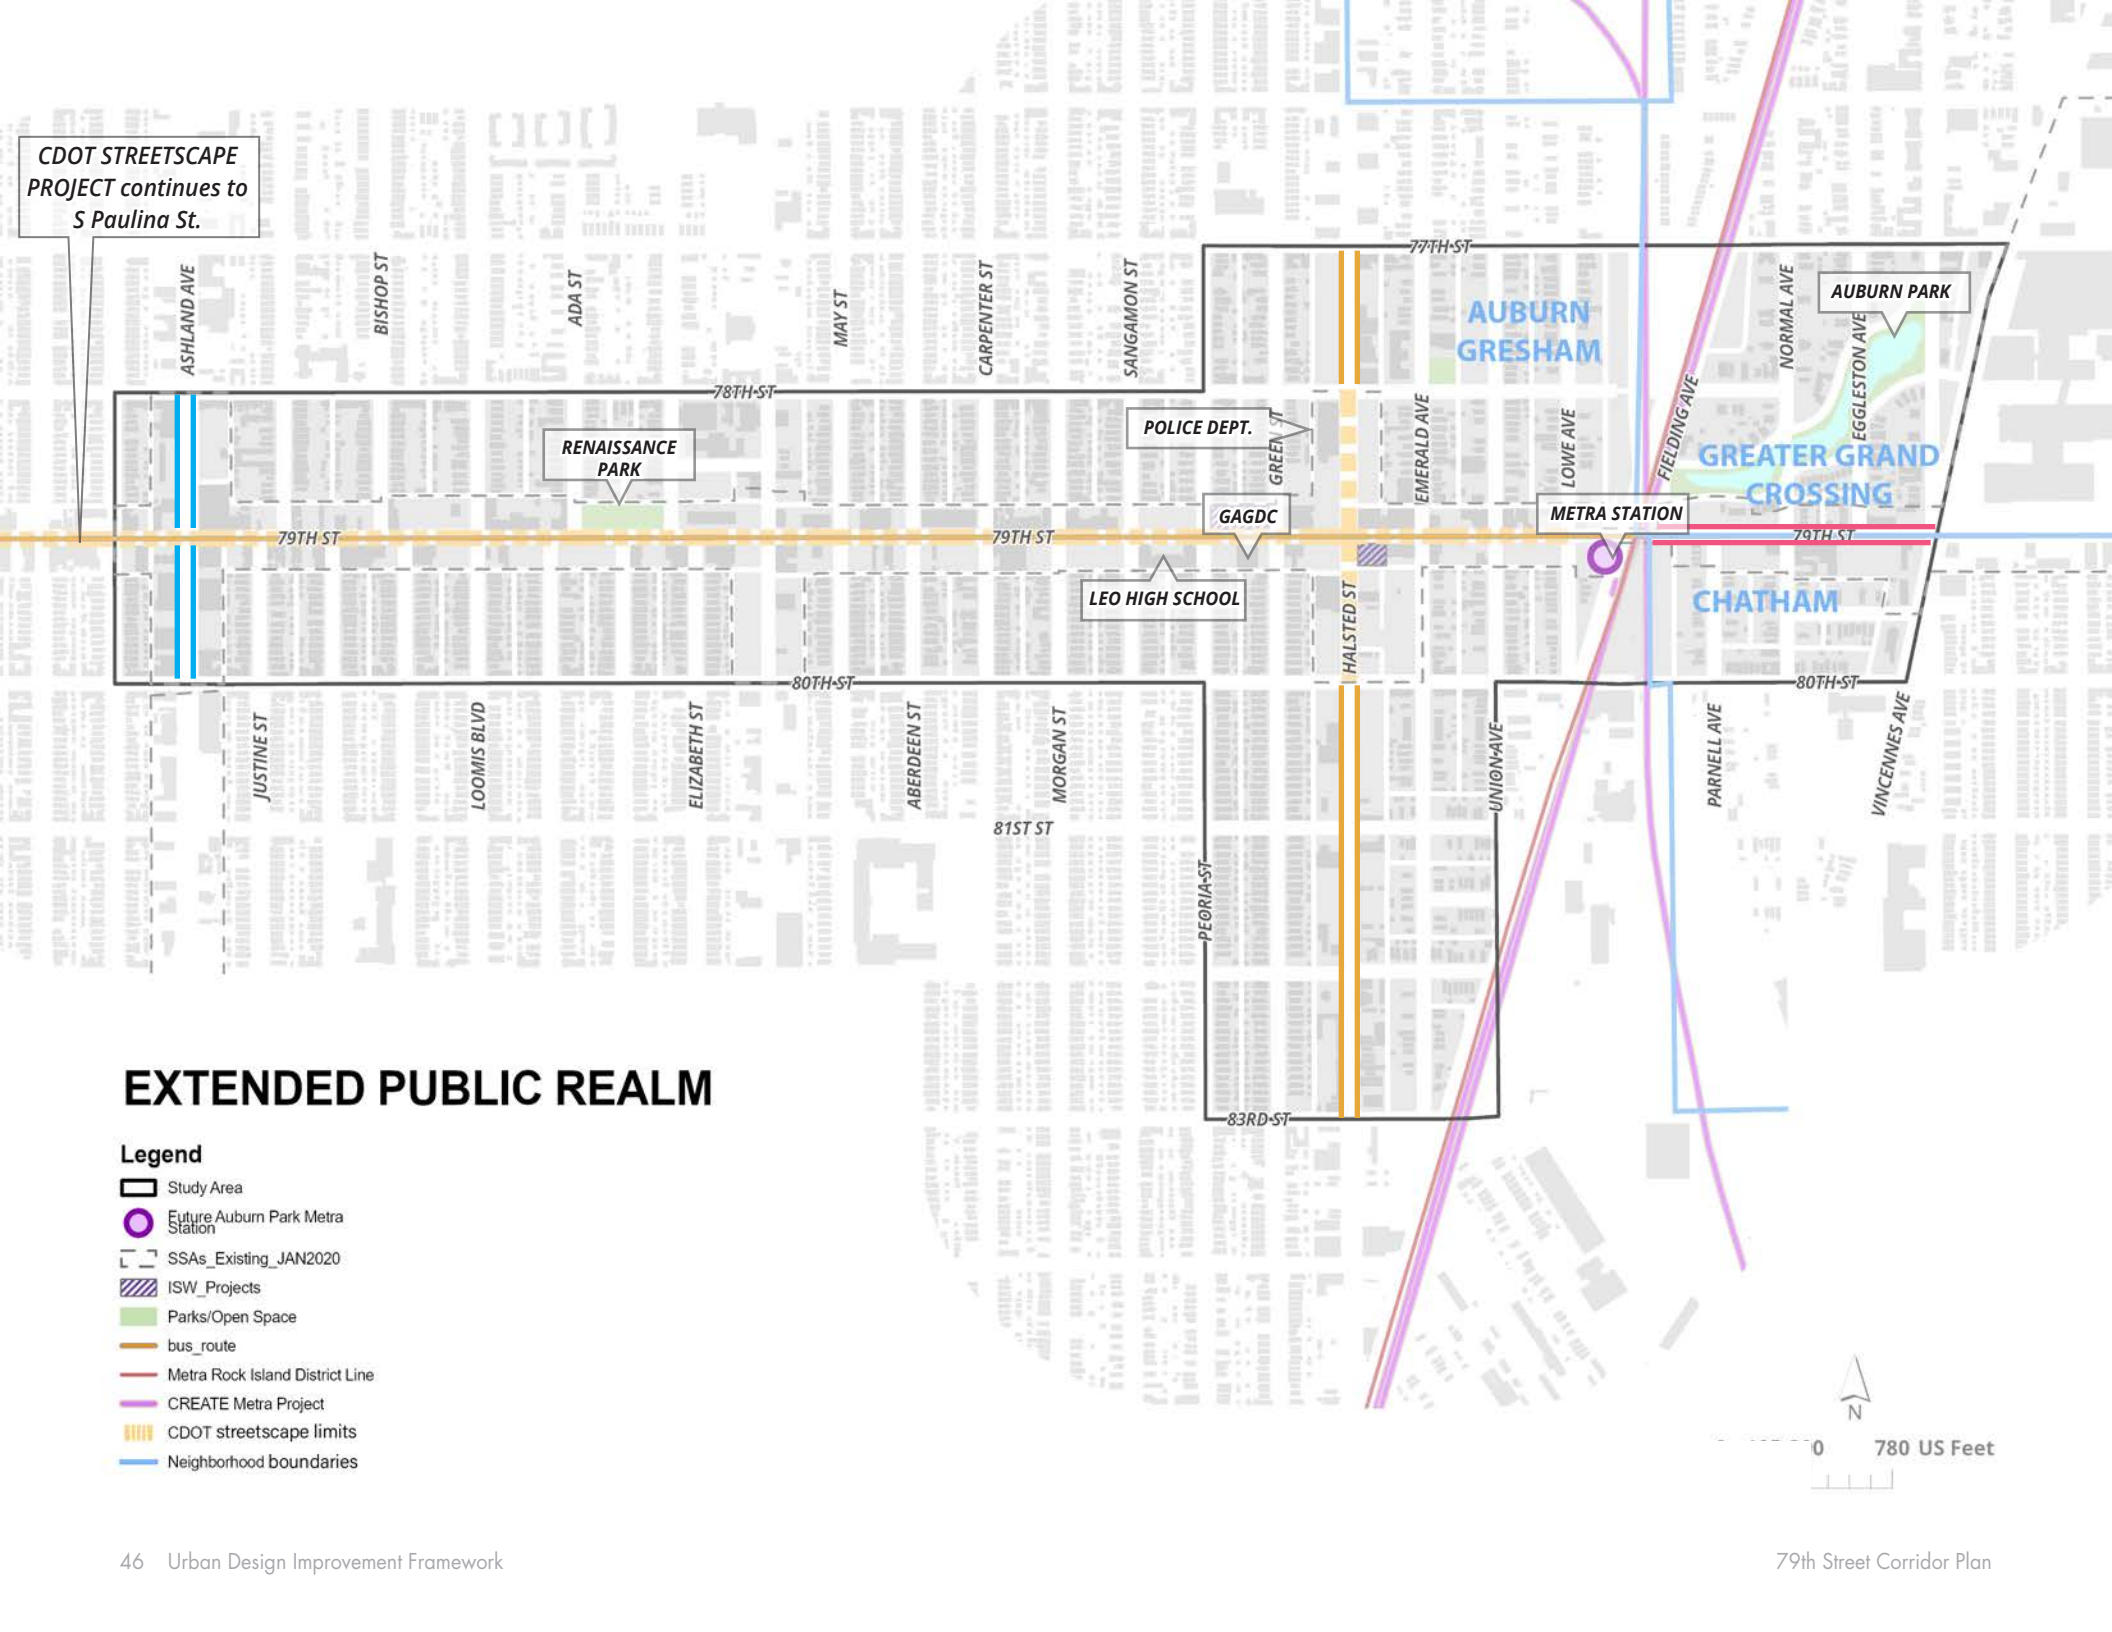 CDOT STREETSCAPE
PROJECT continues to
S Paulina St.
77TH ST
ASHLAND AVE
BISHOP ST
ADA ST
MAY ST
CARPENTER ST
SANGAMON ST
NORMAL AVE
AUBURN PARK
AUBURN
GRESHAM
EGGLESTON AVE
78TH ST
POLICE DEPT.
GREEN ST
EMERALD AVE
LOWE AVE
FIELDING AVE
RENAISSANCE
PARK
GREATER GRAND
CROSSING
GAGDC
METRA STATION
79TH ST
79TH ST
79TH ST
LEO HIGH SCHOOL
HALSTED ST
CHATHAM
80TH ST
80TH ST
JUSTINE ST
LOOMIS BLVD
ELIZABETH ST
ABERDEEN ST
MORGAN ST
UNION AVE
PARNELL AVE
VINCENNES AVE
81ST ST
PEORIA ST
83RD ST
EXTENDED PUBLIC REALM
Legend
Study Area
Future Auburn Park Metra
Station
SSAs_Existing_JAN2020
ISW_Projects
Parks/Open Space
bus_route
Metra Rock Island District Line
CREATE Metra Project
CDOT streetscape limits
Neighborhood boundaries
N
780 US Feet
46 Urban Design Improvement Framework
79th Street Corridor Plan